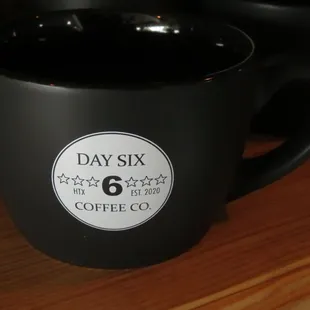 DAY SIX
☆☆☆6☆☆☆
HTX EST. 2020
COFFEE CO.